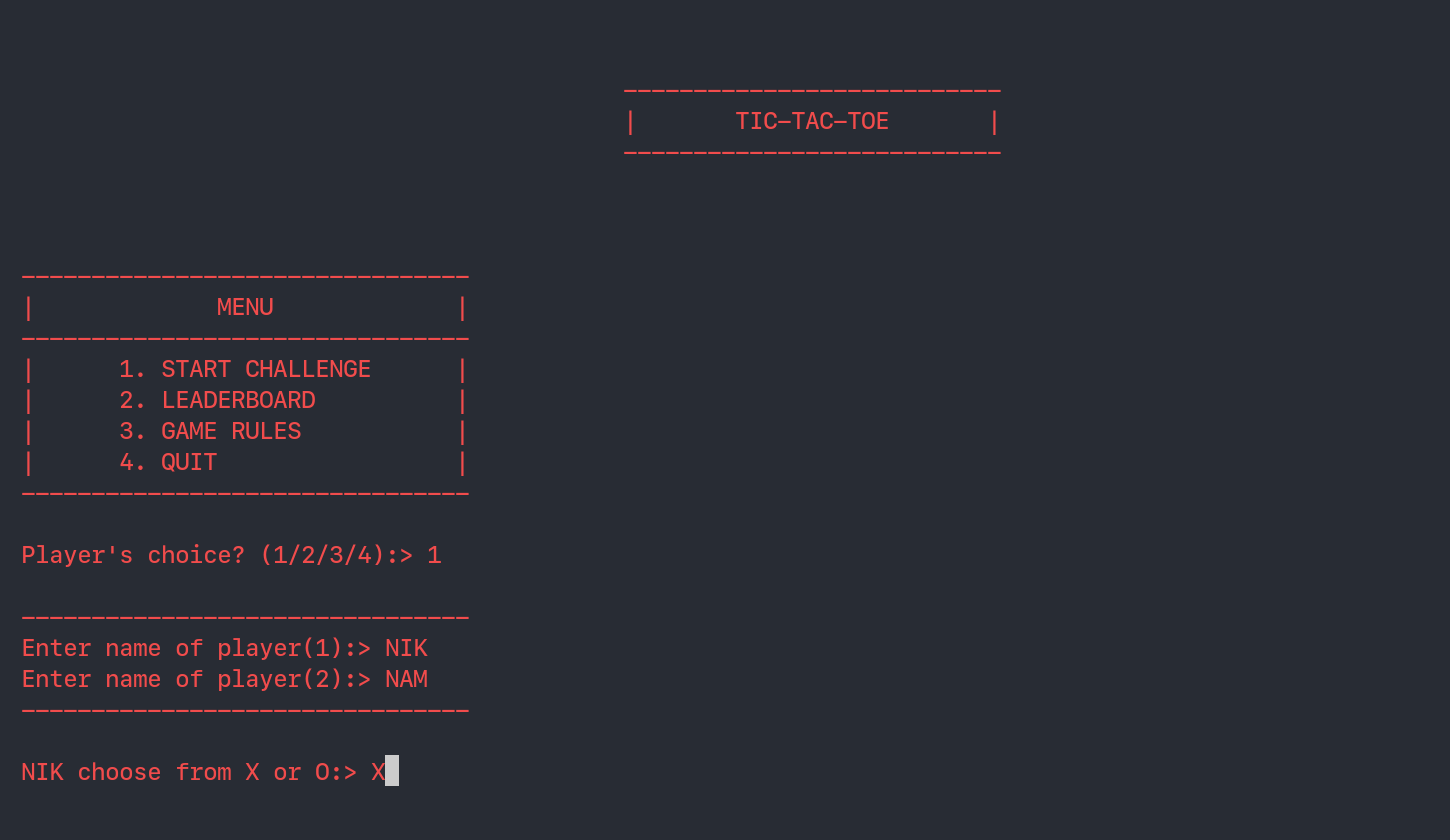 ---------------------------
|       TIC-TAC-TOE       |
---------------------------
--------------------------------
|             MENU             |
--------------------------------
|      1. START CHALLENGE      |
|      2. LEADERBOARD          |
|      3. GAME RULES           |
|      4. QUIT                 |
--------------------------------
Player's choice? (1/2/3/4):> 1
--------------------------------
Enter name of player(1):> NIK
Enter name of player(2):> NAM
--------------------------------
NIK choose from X or O:> X